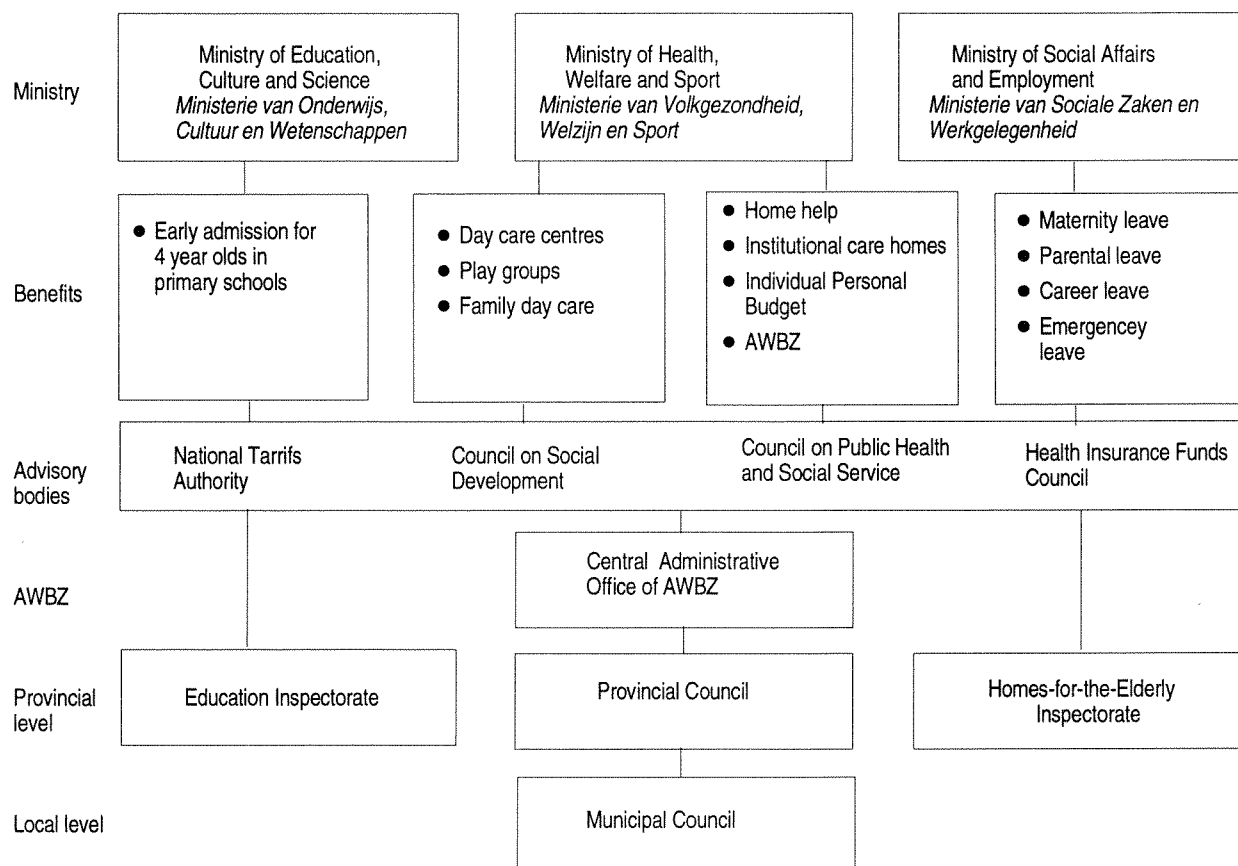 Ministry
Ministry of Education,
Culture and Science
Ministerie van Onderwijs,
Cultuur en Wetenschappen
Ministry of Health,
Welfare and Sport
Ministerie van Volkgezondheid,
Welzijn en Sport
Ministry of Social Affairs
and Employment
Ministerie van Sociale Zaken en
Werkgelegenheid
Benefits
● Early admission for
4 year olds in
primary schools
● Day care centres
● Play groups
● Family day care
● Home help
● Institutional care homes
● Individual Personal
Budget
● AWBZ
● Maternity leave
● Parental leave
● Career leave
● Emergencey
leave
Advisory
bodies
National Tarrifs
Authority
Council on Social
Development
Council on Public Health
and Social Service
Health Insurance Funds
Council
AWBZ
Central Administrative
Office of AWBZ
Provincial
level
Education Inspectorate
Provincial Council
Homes-for-the-Elderly
Inspectorate
Local level
Municipal Council